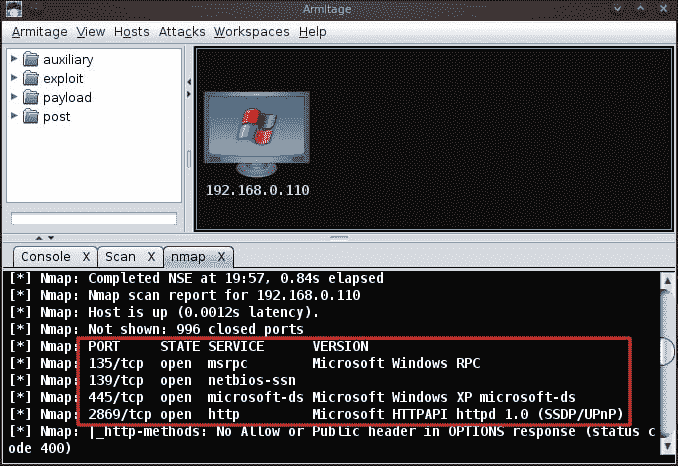 Armitage
Armitage View Hosts Attacks Workspaces Help
auxiliary
exploit
payload
post
192.168.0.110
Console X Scan X nmap X
[*] Nmap: Completed NSE at 19:57, 0.84s elapsed
[*] Nmap: Nmap scan report for 192.168.0.110
[*] Nmap: Host is up (0.0012s latency).
[*] Nmap: Not shown: 996 closed ports
[*] Nmap: PORT STATE SERVICE VERSION
[*] Nmap: 135/tcp open msrpc Microsoft Windows RPC
[*] Nmap: 139/tcp open netbios-ssn
[*] Nmap: 445/tcp open microsoft-ds Microsoft Windows XP microsoft-ds
[*] Nmap: 2869/tcp open http Microsoft HTTPAPI httpd 1.0 (SSDP/UPnP)
[*] Nmap: |_http-methods: No Allow or Public header in OPTIONS response (status c
ode 400)